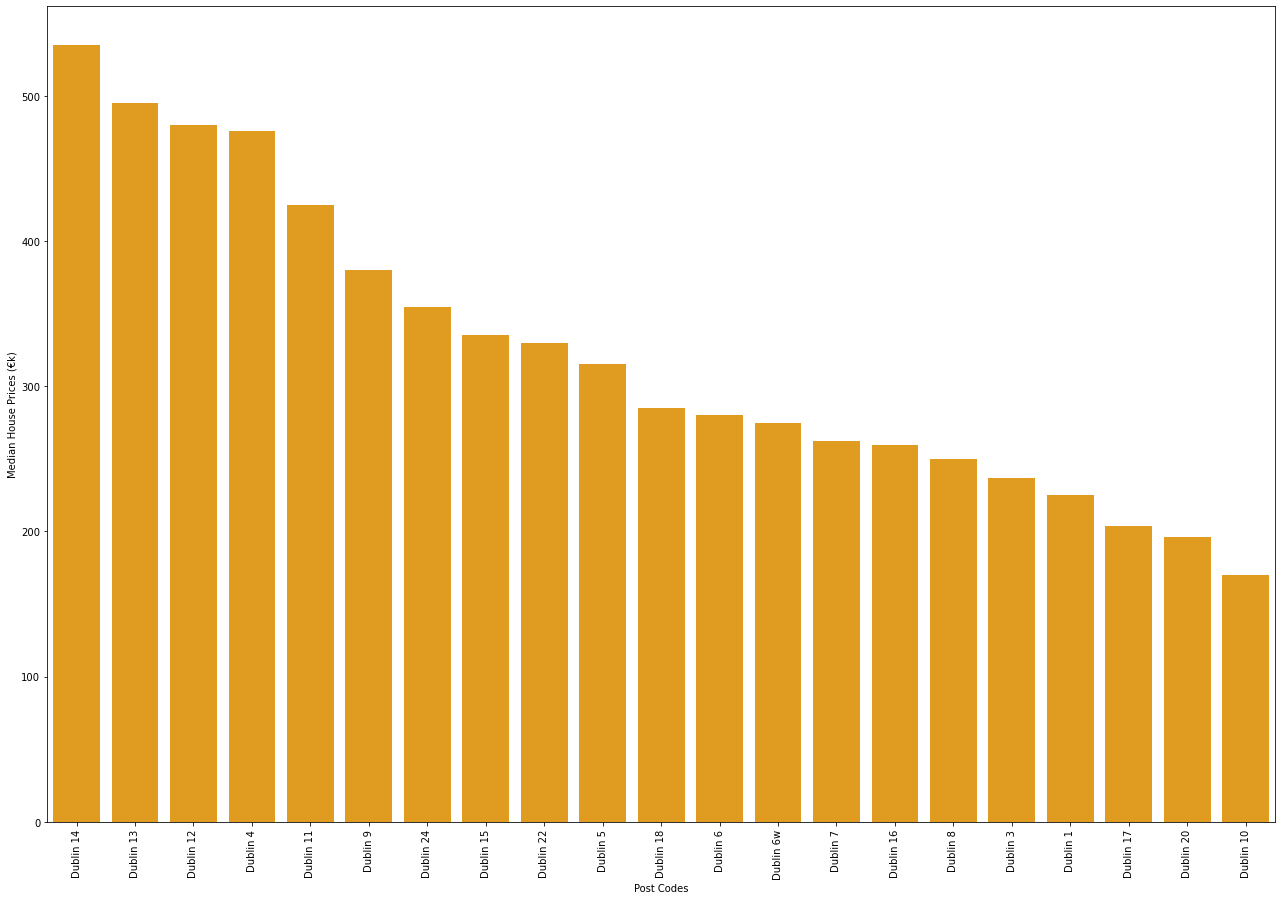 500
400
300
200
100
0
Median House Prices (€k)
Dublin 14
Dublin 13
Dublin 12
Dublin 4
Dublin 11
Dublin 9
Dublin 24
Dublin 15
Dublin 22
Dublin 5
Dublin 18
Dublin 6
Dublin 6w
Dublin 7
Dublin 16
Dublin 8
Dublin 3
Dublin 1
Dublin 17
Dublin 20
Dublin 10
Post Codes